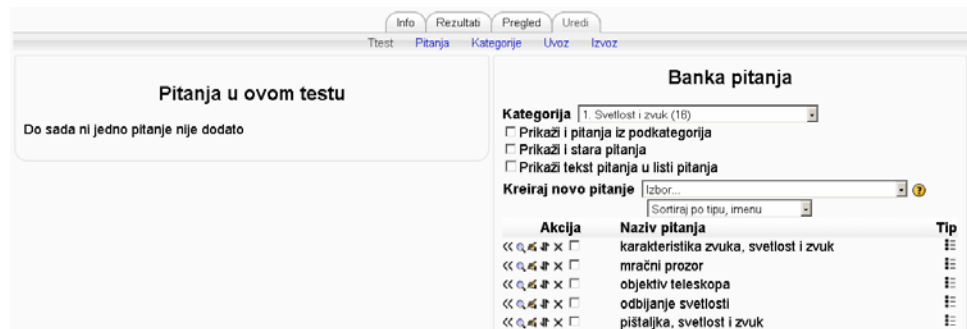 Info Rezultati Pregled Uredi
Ttest Pitanja Kategorije Uvoz Izvoz
Pitanja u ovom testu
Do sada ni jedno pitanje nije dodato
Banka pitanja
Kategorija 1. Svetlost i zvuk (16)
Prikaži i pitanja iz podkategorija
Prikaži i stara pitanja
Prikaži tekst pitanja u listi pitanja
Kreiraj novo pitanje Izbor...
Sortiraj po tipu, imenu
Akcija Naziv pitanja Tip
karakteristika zvuka, svetlost i zvuk
mračni prozor
objektiv teleskopa
odbijanje svetlosti
pištaljka, svetlost i zvuk